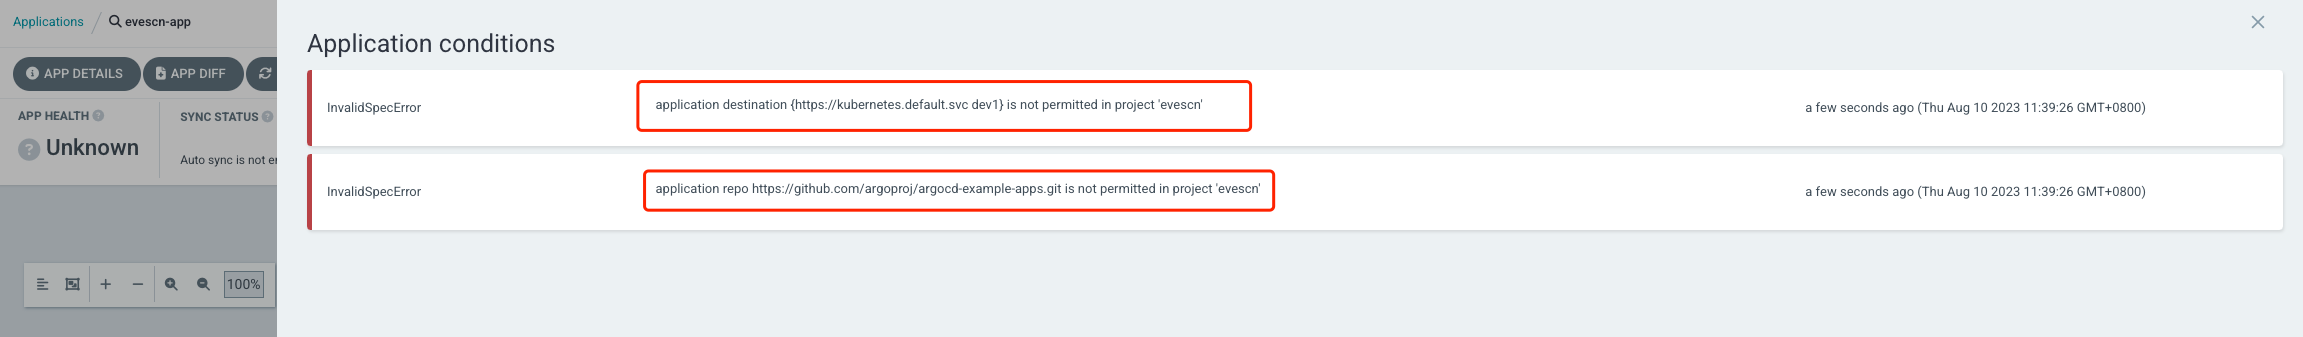 Applications / evescn-app
Application conditions
APP DETAILS APP DIFF
InvalidSpecError application destination {https://kubernetes.default.svc dev1} is not permitted in project 'evescn' a few seconds ago (Thu Aug 10 2023 11:39:26 GMT+0800)
APP HEALTH ? SYNC STATUS ?
? Unknown
Auto sync is not e
InvalidSpecError application repo https://github.com/argoproj/argocd-example-apps.git is not permitted in project 'evescn' a few seconds ago (Thu Aug 10 2023 11:39:26 GMT+0800)
100%